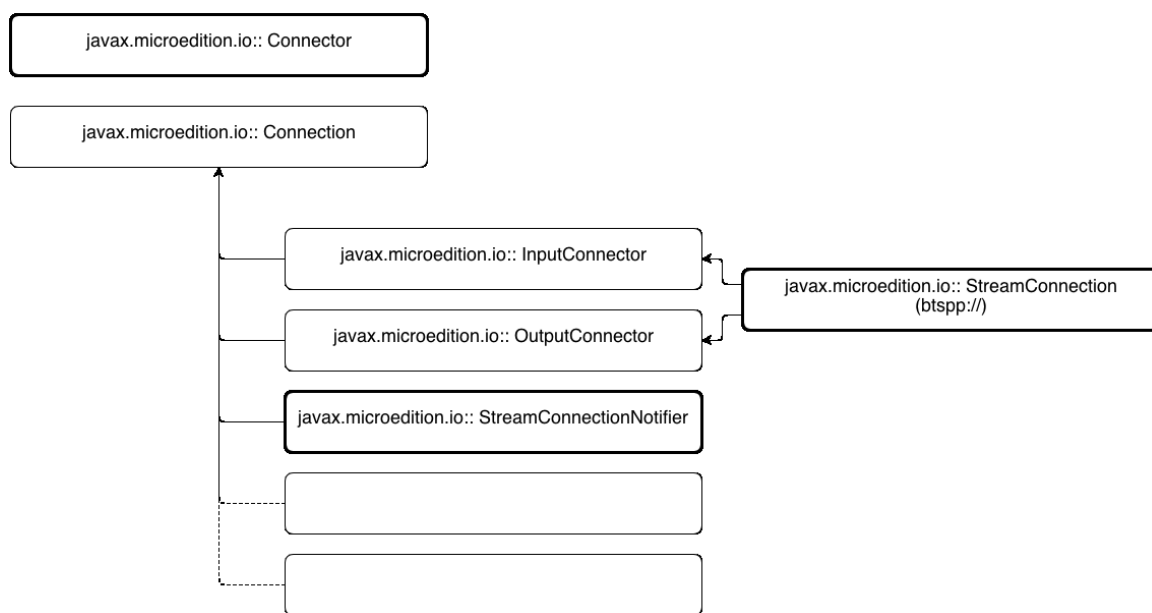 javax.microedition.io:: Connector
javax.microedition.io:: Connection
javax.microedition.io:: InputConnector
javax.microedition.io:: StreamConnection
(btspp://)
javax.microedition.io:: OutputConnector
javax.microedition.io:: StreamConnectionNotifier